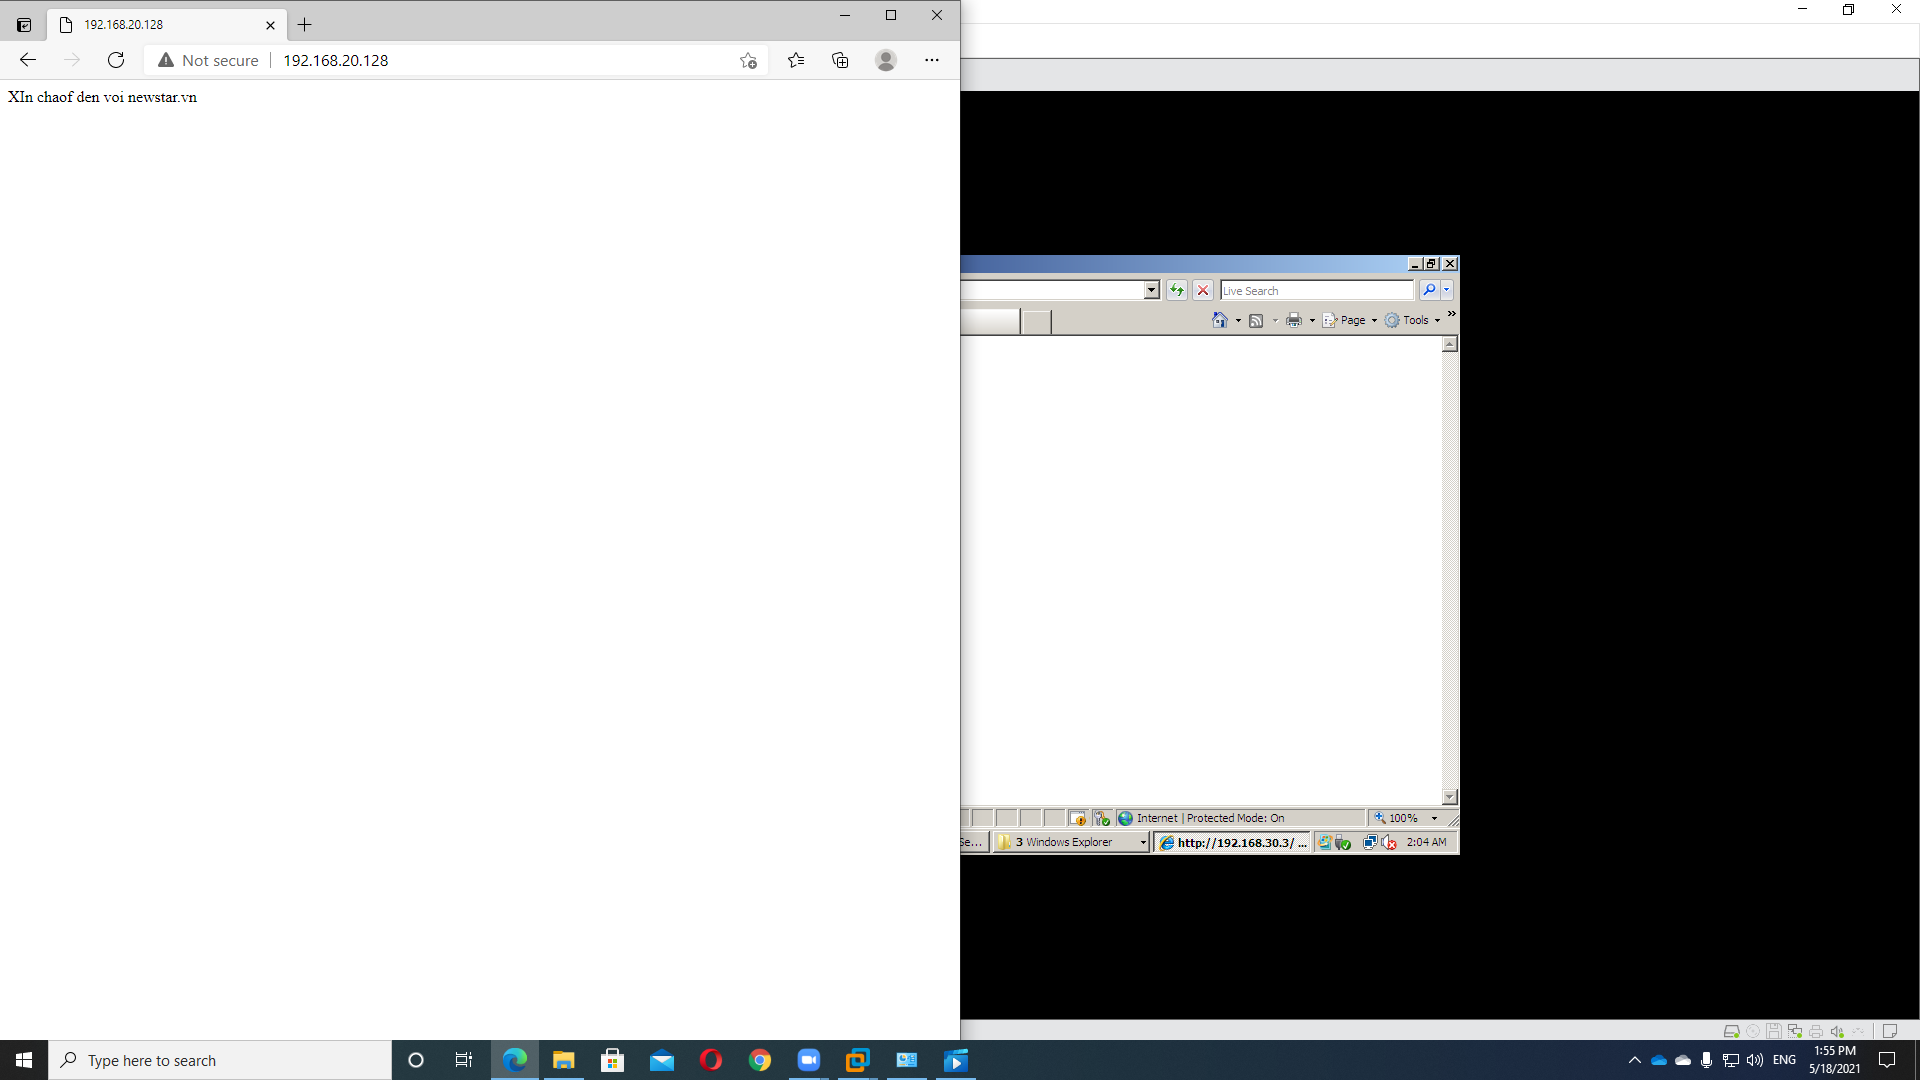 192.168.20.128
Not secure
192.168.20.128
XIn chaof den voi newstar.vn
Live Search
Page
Tools
Internet | Protected Mode: On
100%
Se...
3 Windows Explorer
http://192.168.30.3/ ...
2:04 AM
Type here to search
ENG
1:55 PM
5/18/2021